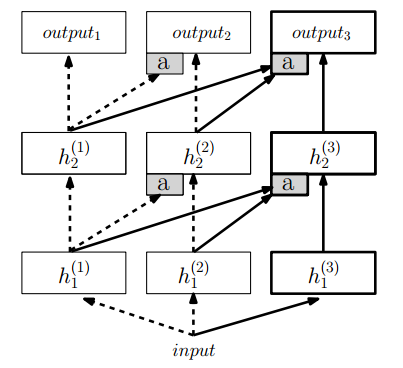 output₁ output₂ output₃
a a
h₂⁽¹⁾ h₂⁽²⁾ h₂⁽³⁾
a a
h₁⁽¹⁾ h₁⁽²⁾ h₁⁽³⁾
input